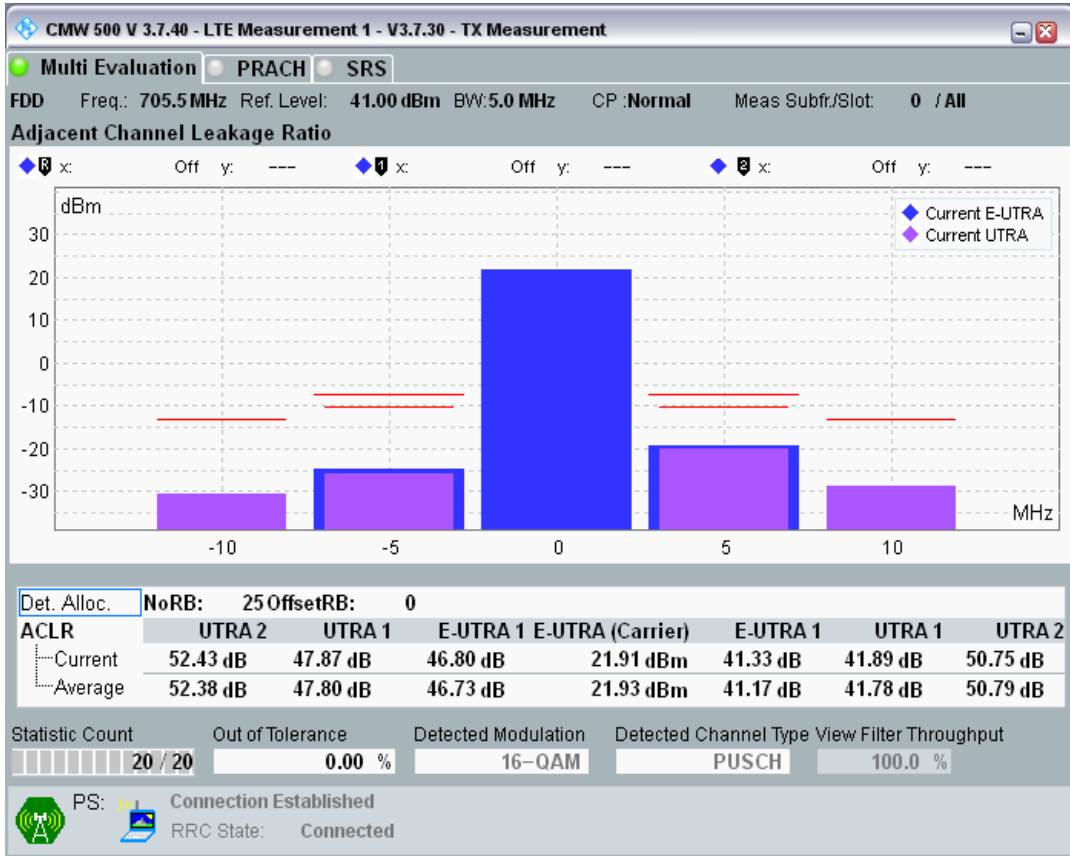 CMW 500 V 3.7.40 - LTE Measurement 1 - V3.7.30 - TX Measurement
Multi Evaluation PRACH SRS
FDD Freq.: 705.5 MHz Ref. Level: 41.00 dBm BW: 5.0 MHz CP : Normal Meas Subfr./Slot: 0 / All
Adjacent Channel Leakage Ratio
R x: Off y: --- 1 x: Off y: --- 2 x: Off y: ---
dBm
Current E-UTRA
Current UTRA
30
20
10
0
-10
-20
-30
MHz
-10 -5 0 5 10
Det. Alloc. NoRB: 25 OffsetRB: 0
ACLR UTRA 2 UTRA 1 E-UTRA 1 E-UTRA (Carrier) E-UTRA 1 UTRA 1 UTRA 2
Current 52.43 dB 47.87 dB 46.80 dB 21.91 dBm 41.33 dB 41.89 dB 50.75 dB
Average 52.38 dB 47.80 dB 46.73 dB 21.93 dBm 41.17 dB 41.78 dB 50.79 dB
Statistic Count Out of Tolerance Detected Modulation Detected Channel Type View Filter Throughput
20 / 20 0.00 % 16-QAM PUSCH 100.0 %
PS: Connection Established
RRC State: Connected